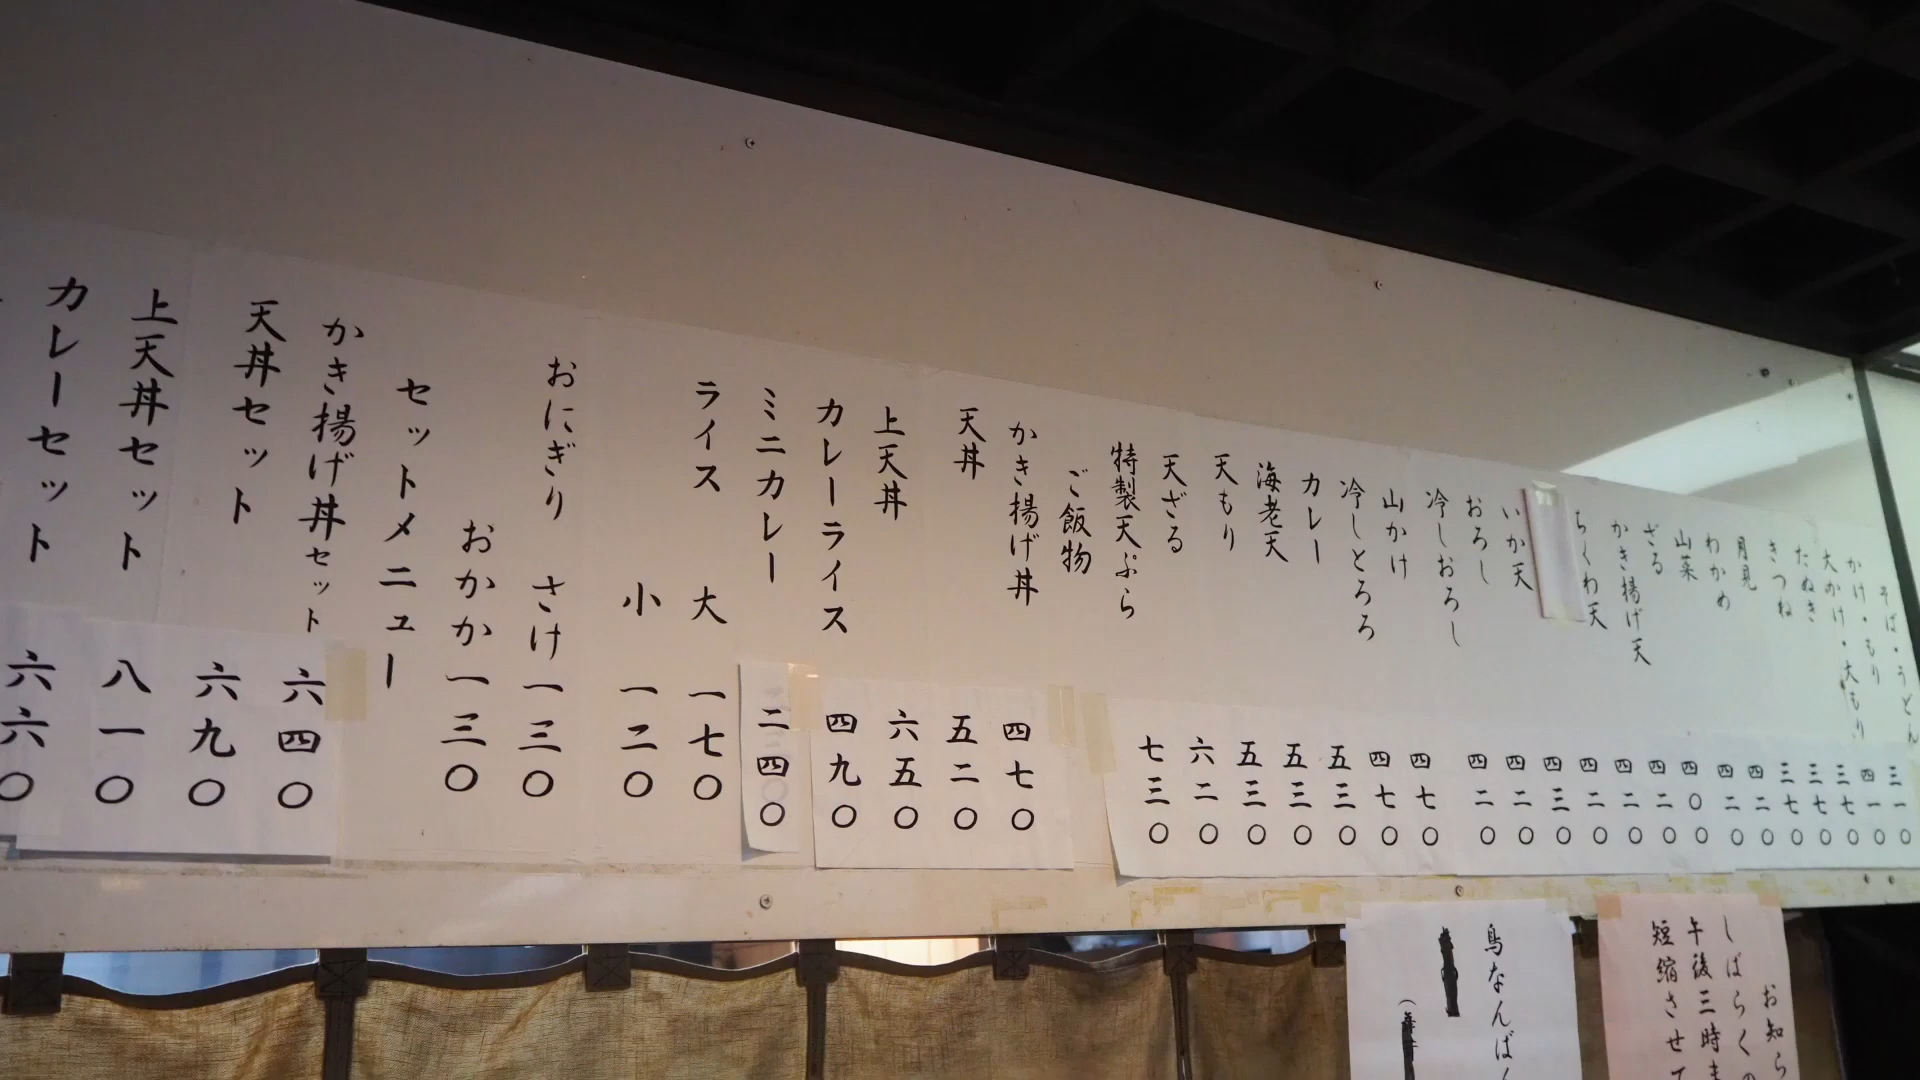 そば・うどん
かけ・もり 三一〇
大かけ・大もり 四一〇
たぬき 三七〇
きつね 三七〇
月見 三七〇
わかめ 四二〇
山菜 四二〇
ざる 四〇〇
かき揚げ天 四二〇
ちくわ天 四二〇
四二〇
いか天 四三〇
おろし 四二〇
冷しおろし 四二〇
山かけ 四七〇
冷しとろろ 四七〇
カレー 五三〇
海老天 五三〇
天もり 五三〇
天ざる 六二〇
特製天ぷら 七三〇
ご飯物
かき揚げ丼 四七〇
天丼 五二〇
上天丼 六五〇
カレーライス 四九〇
ミニカレー 二四〇
ライス 大 一七〇
小 一二〇
おにぎり さけ 一三〇
おかか 一三〇
セットメニュー
かき揚げ丼セット 六四〇
天丼セット 六九〇
上天丼セット 八一〇
カレーセット 六六〇
お知ら
しばらくの
午後三時ま
短縮させて
鳥なんばん